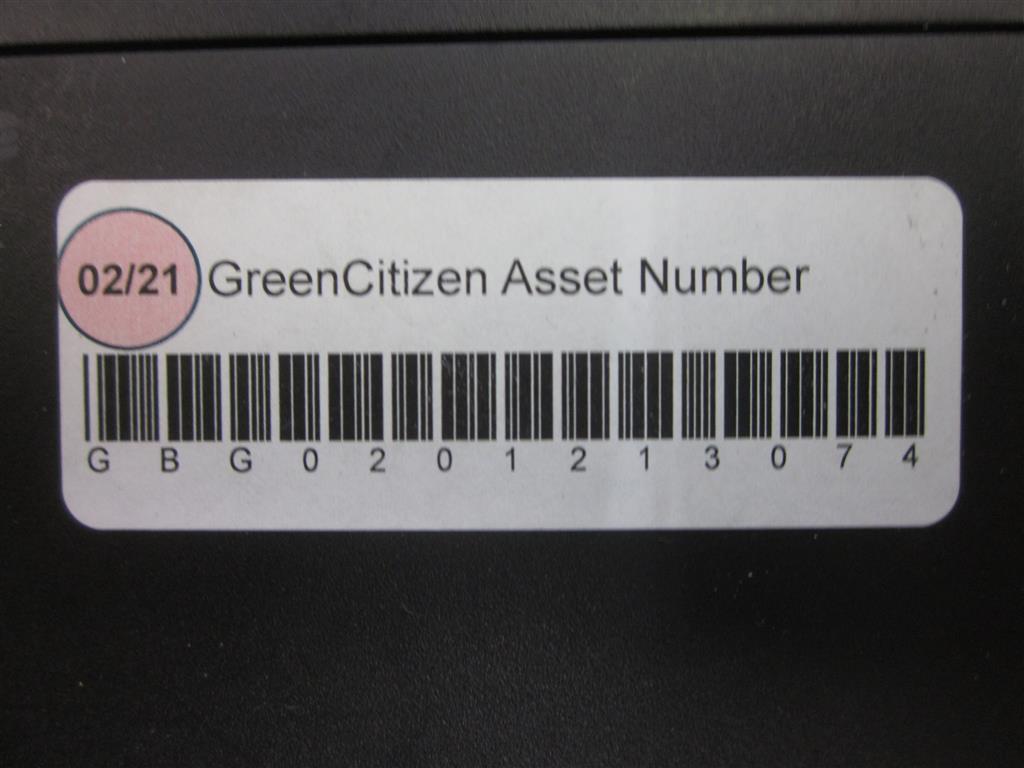 02/21 GreenCitizen Asset Number
G B G 0 2 0 1 2 1 3 0 7 4